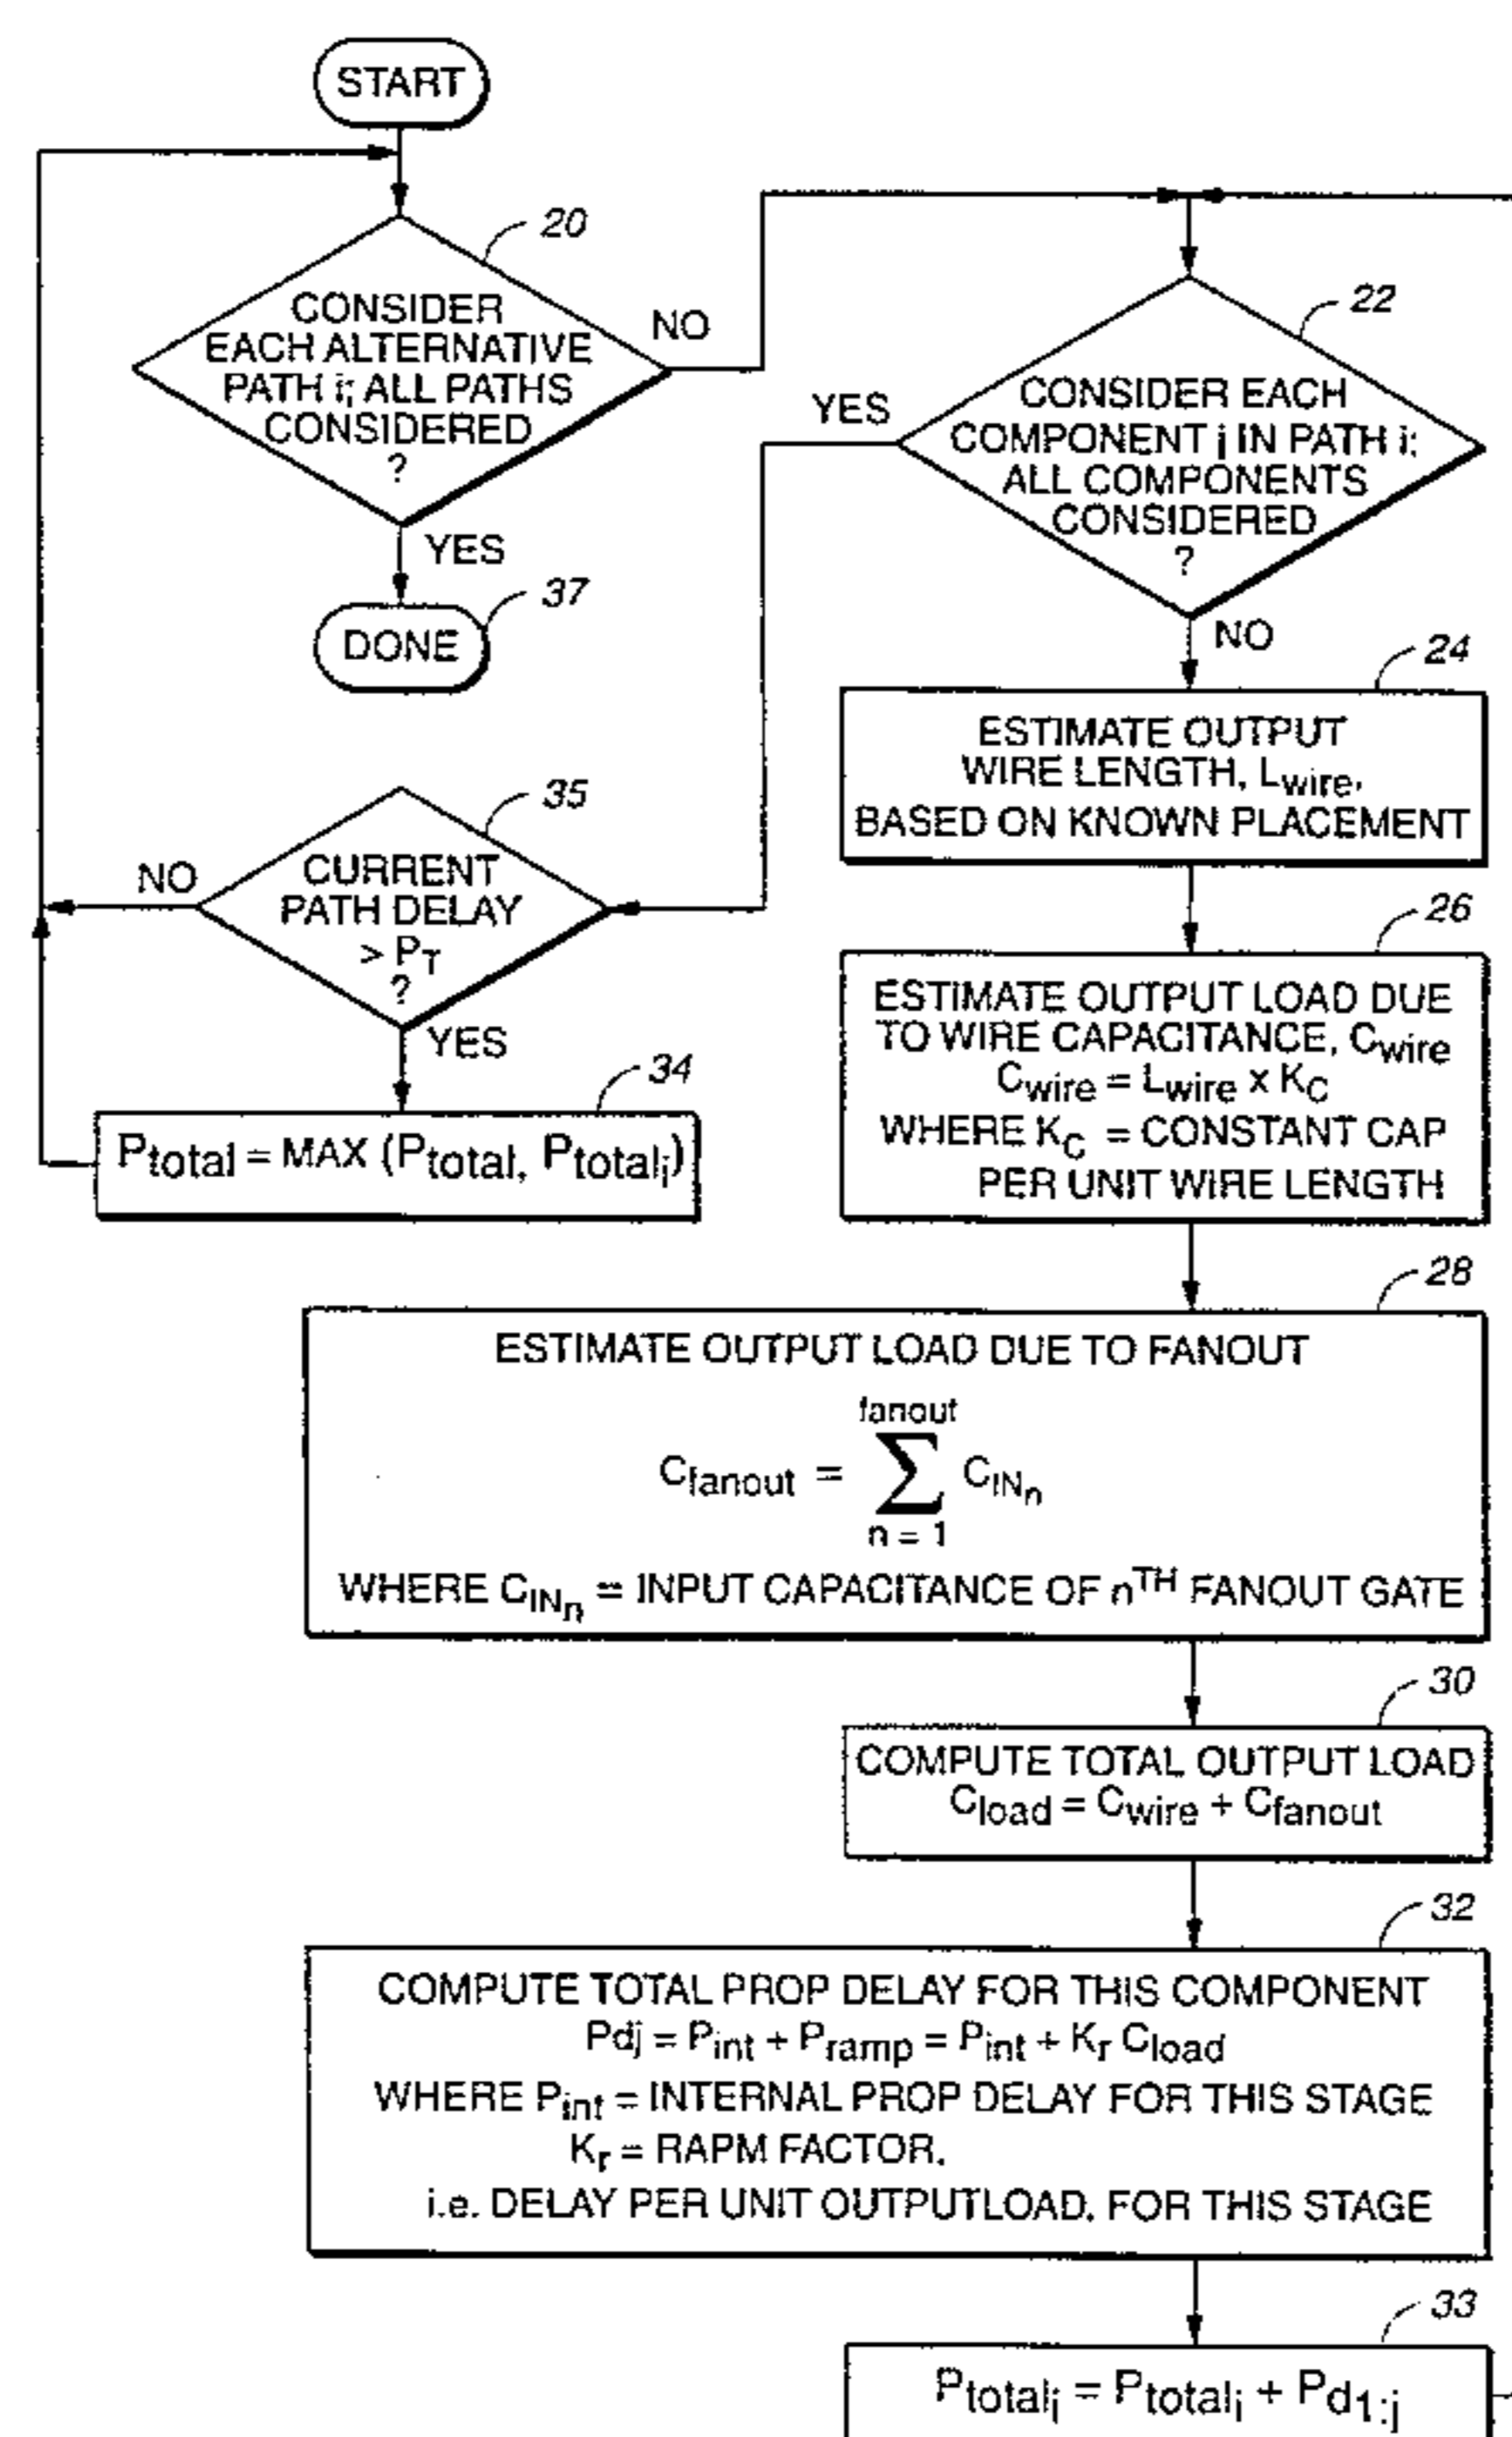 START
20
CONSIDER
EACH ALTERNATIVE
PATH i; ALL PATHS
CONSIDERED
?
NO
YES
37
DONE
22
CONSIDER EACH
COMPONENT j IN PATH i;
ALL COMPONENTS
CONSIDERED
?
YES
NO
24
ESTIMATE OUTPUT
WIRE LENGTH, Lwire,
BASED ON KNOWN PLACEMENT
35
CURRENT
PATH DELAY
> PT
?
NO
YES
34
Ptotal = MAX (Ptotal, Ptotali)
26
ESTIMATE OUTPUT LOAD DUE
TO WIRE CAPACITANCE, Cwire
Cwire = Lwire x KC
WHERE KC = CONSTANT CAP
PER UNIT WIRE LENGTH
28
ESTIMATE OUTPUT LOAD DUE TO FANOUT
fanout
Cfanout = ∑ CINn
n = 1
WHERE CINn = INPUT CAPACITANCE OF nTH FANOUT GATE
30
COMPUTE TOTAL OUTPUT LOAD
Cload = Cwire + Cfanout
32
COMPUTE TOTAL PROP DELAY FOR THIS COMPONENT
Pdj = Pint + Pramp = Pint + Kr Cload
WHERE Pint = INTERNAL PROP DELAY FOR THIS STAGE
Kr = RAPM FACTOR.
i.e. DELAY PER UNIT OUTPUTLOAD. FOR THIS STAGE
33
Ptotali = Ptotali + Pd1:j